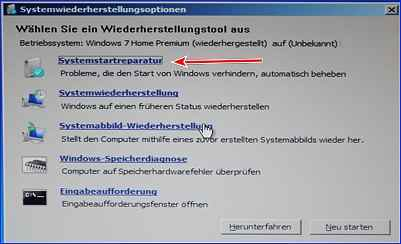 Systemwiederherstellungsoptionen
Wählen Sie ein Wiederherstellungstool aus
Betriebssystem: Windows 7 Home Premium (wiederhergestellt) auf (Unbekannt)
Systemstartreparatur
Probleme, die den Start von Windows verhindern, automatisch beheben
Systemwiederherstellung
Windows auf einen früheren Status wiederherstellen
Systemabbild-Wiederherstellung
Stellt den Computer mithilfe eines zuvor erstellten Systemabbilds wieder her.
Windows-Speicherdiagnose
Computer auf Speicherhardwarefehler überprüfen
Eingabeaufforderung
Eingabeaufforderungsfenster öffnen
Herunterfahren Neu starten